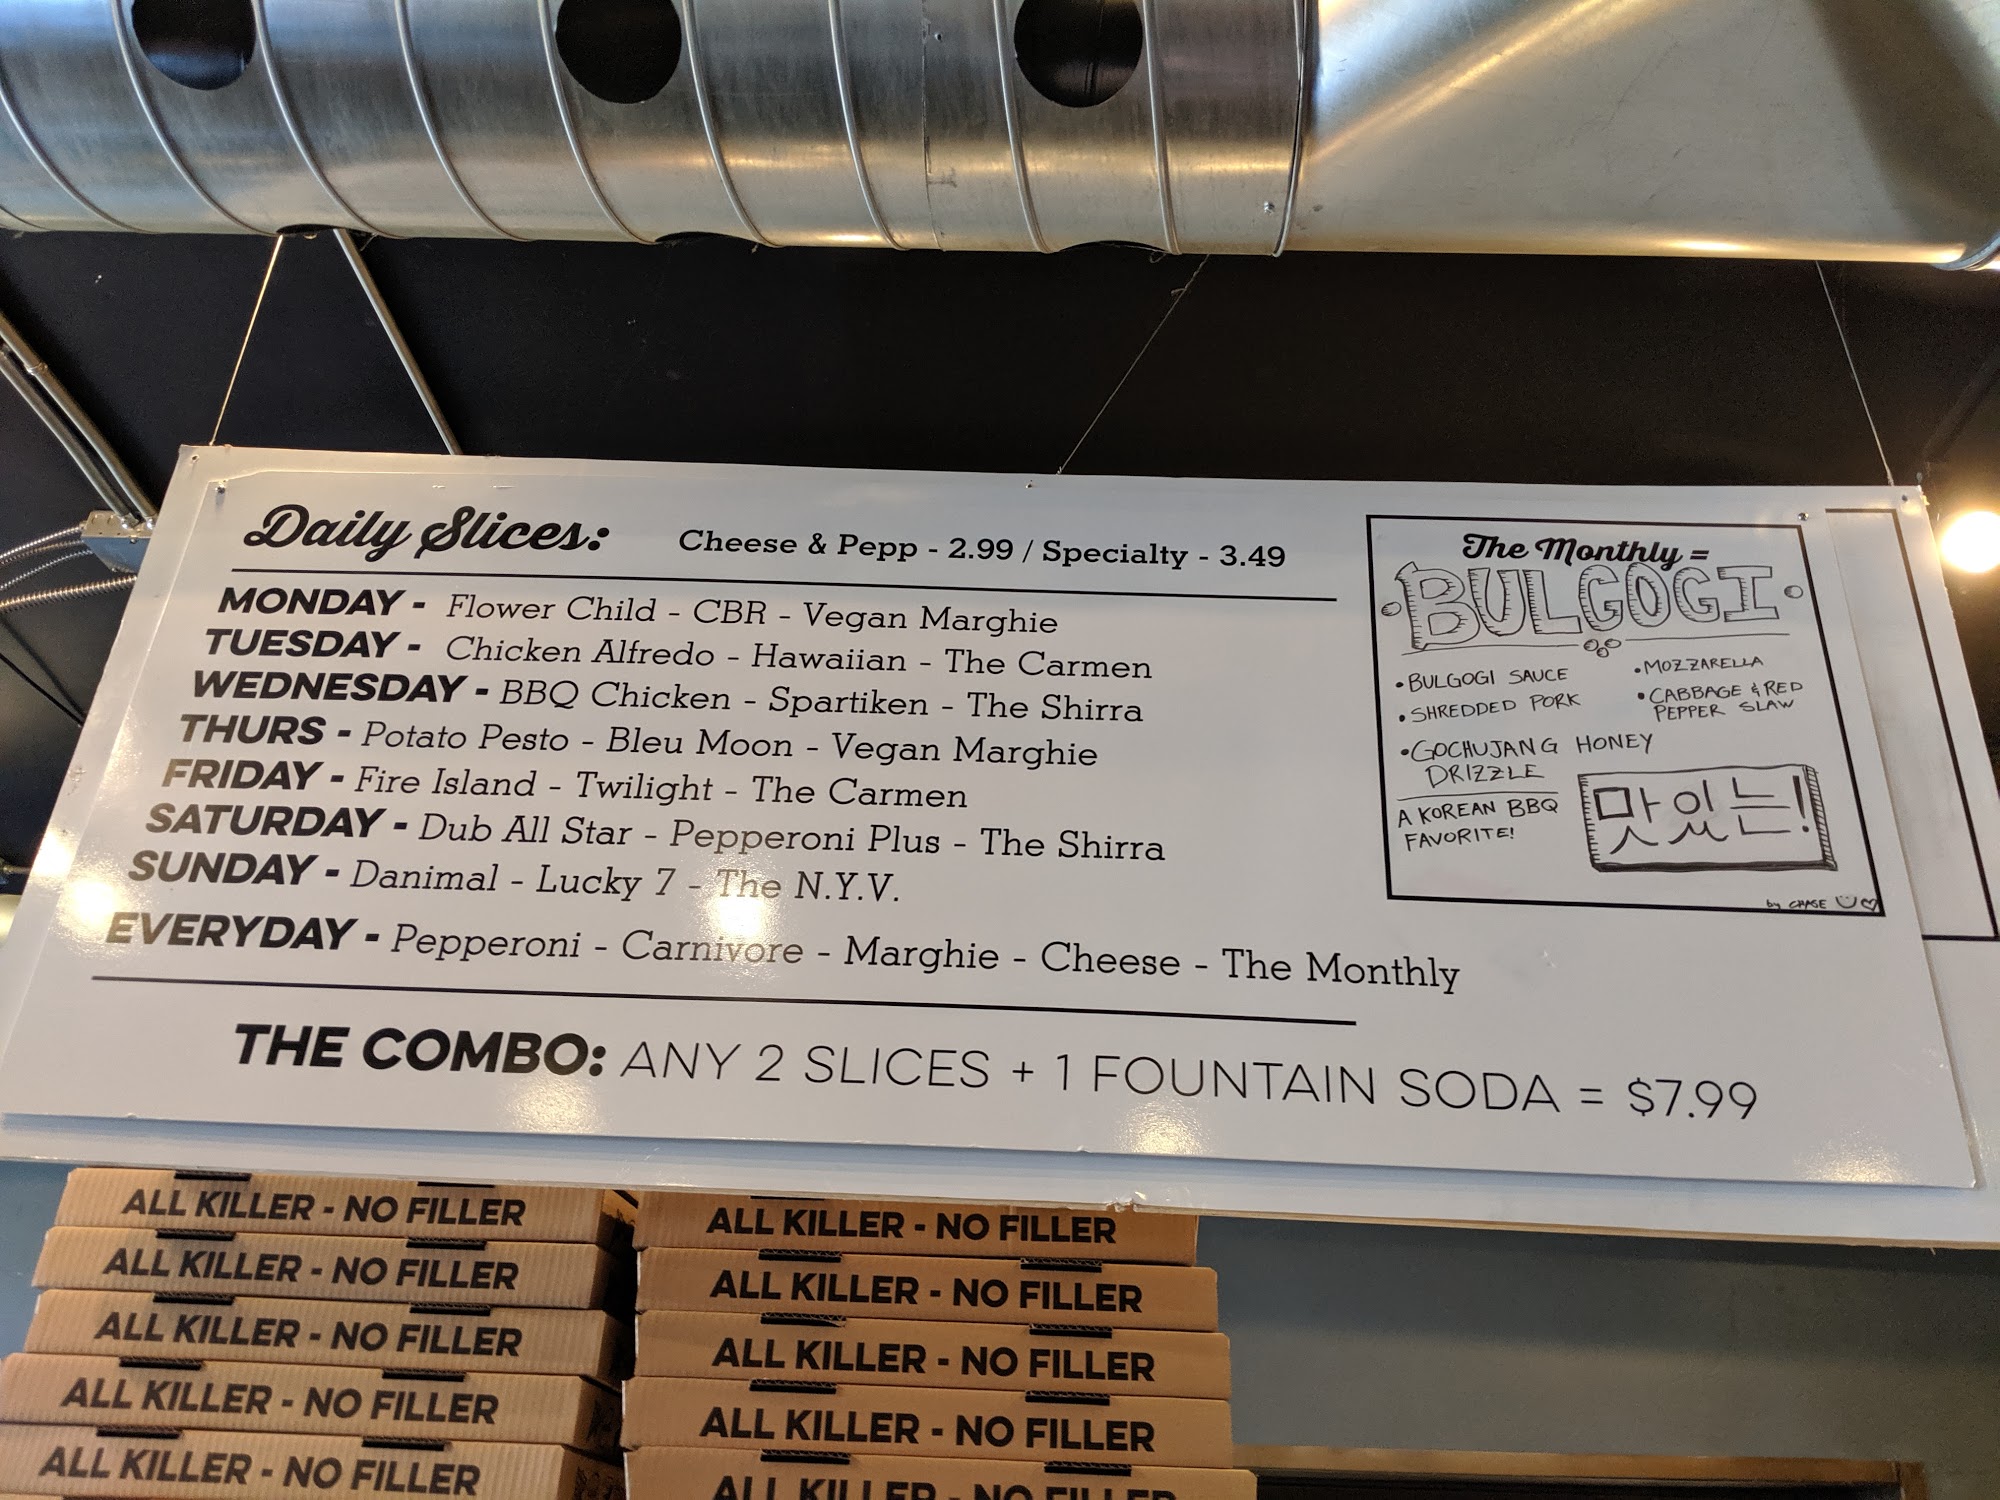 Daily Slices: Cheese & Pepp - 2.99 / Specialty - 3.49
MONDAY - Flower Child - CBR - Vegan Marghie
TUESDAY - Chicken Alfredo - Hawaiian - The Carmen
WEDNESDAY - BBQ Chicken - Spartiken - The Shirra
THURS - Potato Pesto - Bleu Moon - Vegan Marghie
FRIDAY - Fire Island - Twilight - The Carmen
SATURDAY - Dub All Star - Pepperoni Plus - The Shirra
SUNDAY - Danimal - Lucky 7 - The N.Y.V.
EVERYDAY - Pepperoni - Carnivore - Marghie - Cheese - The Monthly
THE COMBO: ANY 2 SLICES + 1 FOUNTAIN SODA = $7.99
The Monthly =
BULGOGI
• BULGOGI SAUCE
• SHREDDED PORK
• MOZZARELLA
• CABBAGE & RED
PEPPER SLAW
• GOCHUJANG HONEY
DRIZZLE
A KOREAN BBQ
FAVORITE!
맛있는!
by CHASE
ALL KILLER - NO FILLER
ALL KILLER - NO FILLER
ALL KILLER - NO FILLER
ALL KILLER - NO FILLER
ALL KILLER - NO FILLER
ALL KILLER - NO FILLER
ALL KILLER - NO FILLER
ALL KILLER - NO FILLER
ALL KILLER - NO FILLER
ALL KILLER - NO FILLER